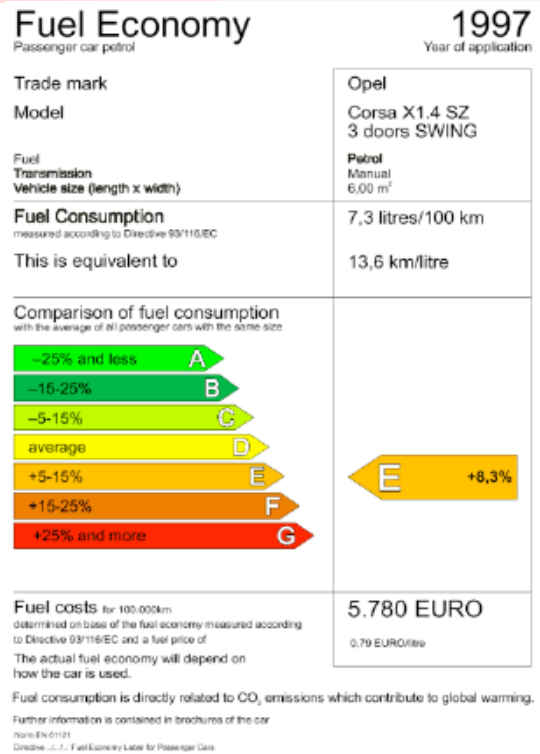 Fuel Economy
1997
Passenger car petrol
Year of application
Trade mark
Opel
Model
Corsa X1.4 SZ
3 doors SWING
Fuel
Petrol
Transmission
Manual
Vehicle size (length x width)
6,00 m²
Fuel Consumption
7,3 litres/100 km
measured according to Directive 93/116/EC
This is equivalent to
13,6 km/litre
Comparison of fuel consumption
with the average of all passenger cars with the same size
–25% and less A
–15-25% B
–5-15% C
average D
+5-15% E
E +8,3%
+15-25% F
+25% and more G
Fuel costs for 100.000km
5.780 EURO
determined on base of the fuel economy measured according
to Directive 93/116/EC and a fuel price of
0,79 EURO/litre
The actual fuel economy will depend on
how the car is used.
Fuel consumption is directly related to CO₂ emissions which contribute to global warming.
Further information is contained in brochures of the car
Norm EN 01121
Directive ../../.: Fuel Economy Label for Passenger Cars